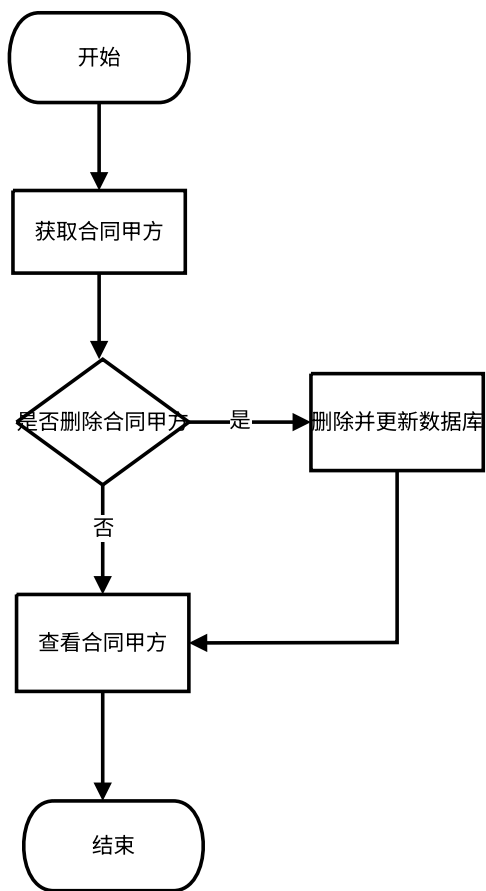 开始
获取合同甲方
是否删除合同甲方
是
删除并更新数据库
否
查看合同甲方
结束